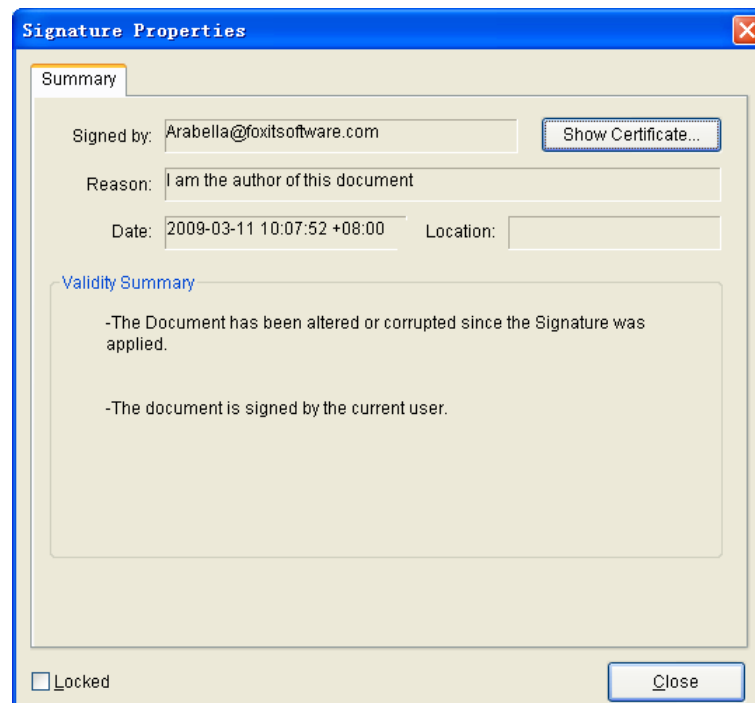 Signature Properties
Summary
Signed by: Arabella@foxitsoftware.com Show Certificate...
Reason: I am the author of this document
Date: 2009-03-11 10:07:52 +08:00 Location:
Validity Summary
-The Document has been altered or corrupted since the Signature was
applied.
-The document is signed by the current user.
Locked Close